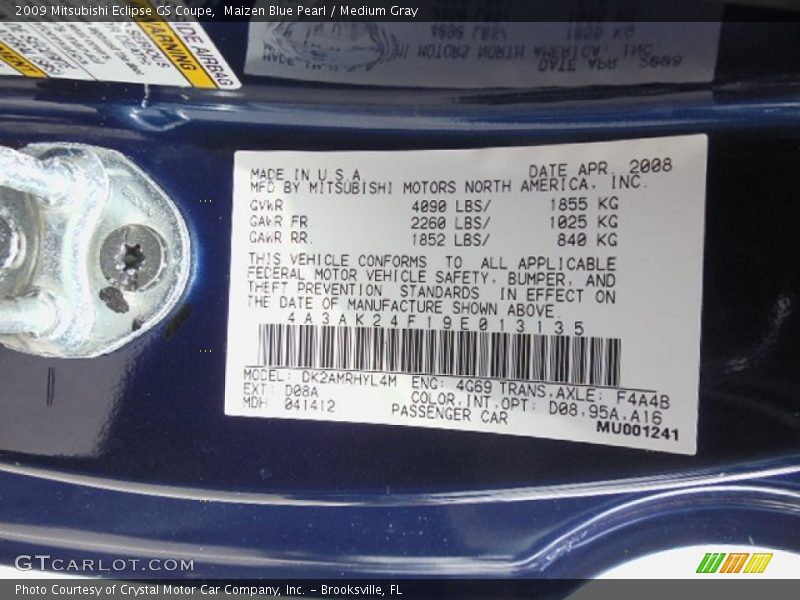 2009 Mitsubishi Eclipse GS Coupe, Maizen Blue Pearl / Medium Gray
WARNING
SIDE AIRBAG
MADE IN U.S.A.
DATE APR, 2008
MFD BY MITSUBISHI MOTORS NORTH AMERICA, INC.
GVWR 4090 LBS/ 1855 KG
GAWR FR. 2260 LBS/ 1025 KG
GAWR RR. 1852 LBS/ 840 KG
THIS VEHICLE CONFORMS TO ALL APPLICABLE
FEDERAL MOTOR VEHICLE SAFETY, BUMPER, AND
THEFT PREVENTION STANDARDS IN EFFECT ON
THE DATE OF MANUFACTURE SHOWN ABOVE.
4A3AK24F19E013135
MODEL: DK2AMRHYL4M ENG: 4G69 TRANS.AXLE: F4A4B
EXT: D08A COLOR.INT.OPT: D08.95A.A16
MDH 041412 PASSENGER CAR
MU001241
GTCARLOT.COM
Photo Courtesy of Crystal Motor Car Company, Inc. – Brooksville, FL